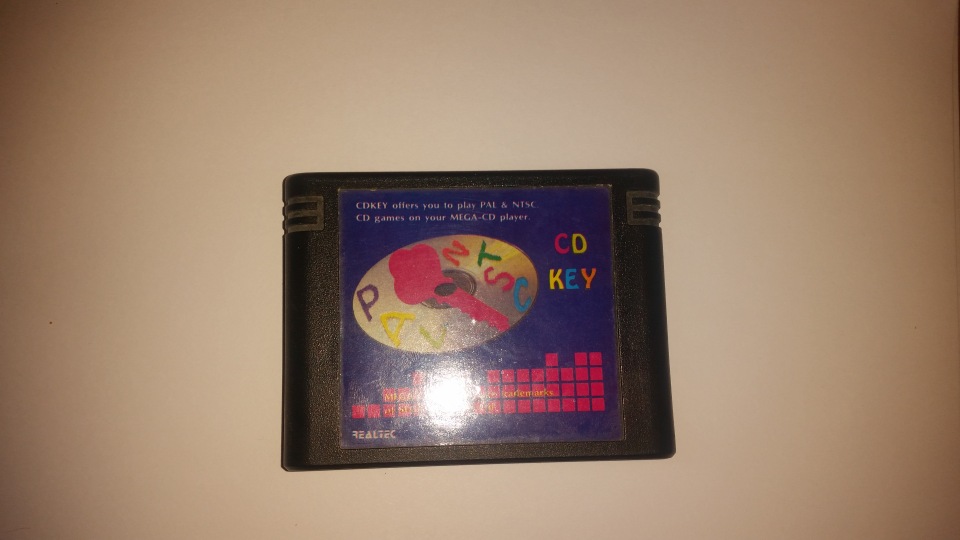 CDKEY offers you to play PAL & NTSC
CD games on your MEGA-CD player.
CD
KEY
NTSC
PAL
trademarks
REALTEC